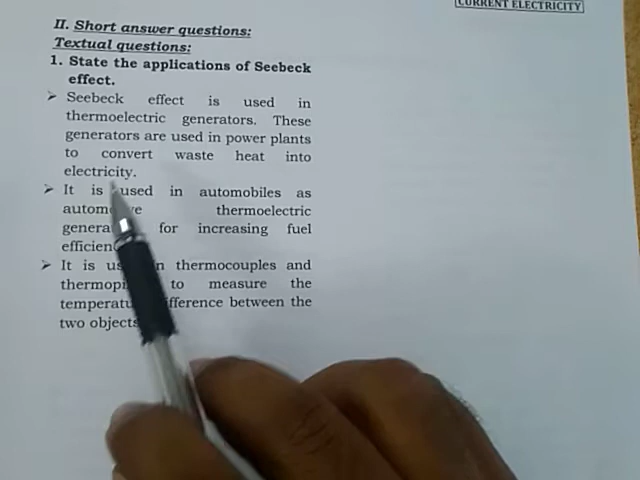 CURRENT ELECTRICITY
II. Short answer questions:
Textual questions:
1. State the applications of Seebeck
effect.
➢ Seebeck effect is used in
thermoelectric generators. These
generators are used in power plants
to convert waste heat into
electricity.
➢ It is used in automobiles as
thermoelectric
for increasing fuel
➢ It is in thermocouples and
to measure the
difference between the
two objects